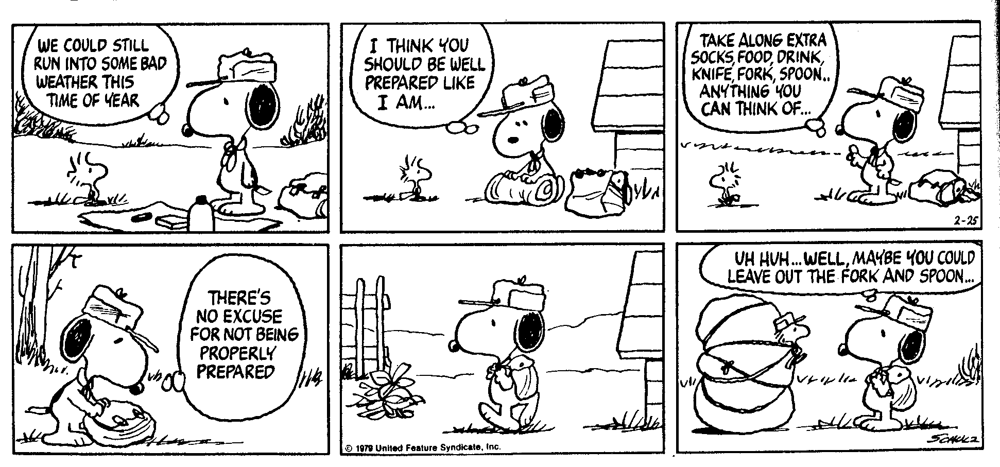 WE COULD STILL
RUN INTO SOME BAD
WEATHER THIS
TIME OF YEAR
I THINK YOU
SHOULD BE WELL
PREPARED LIKE
I AM...
TAKE ALONG EXTRA
SOCKS, FOOD, DRINK,
KNIFE, FORK, SPOON..
ANYTHING YOU
CAN THINK OF...
2-25
THERE'S
NO EXCUSE
FOR NOT BEING
PROPERLY
PREPARED
© 1979 United Feature Syndicate, Inc.
UH HUH...WELL, MAYBE YOU COULD
LEAVE OUT THE FORK AND SPOON...
SCHULZ